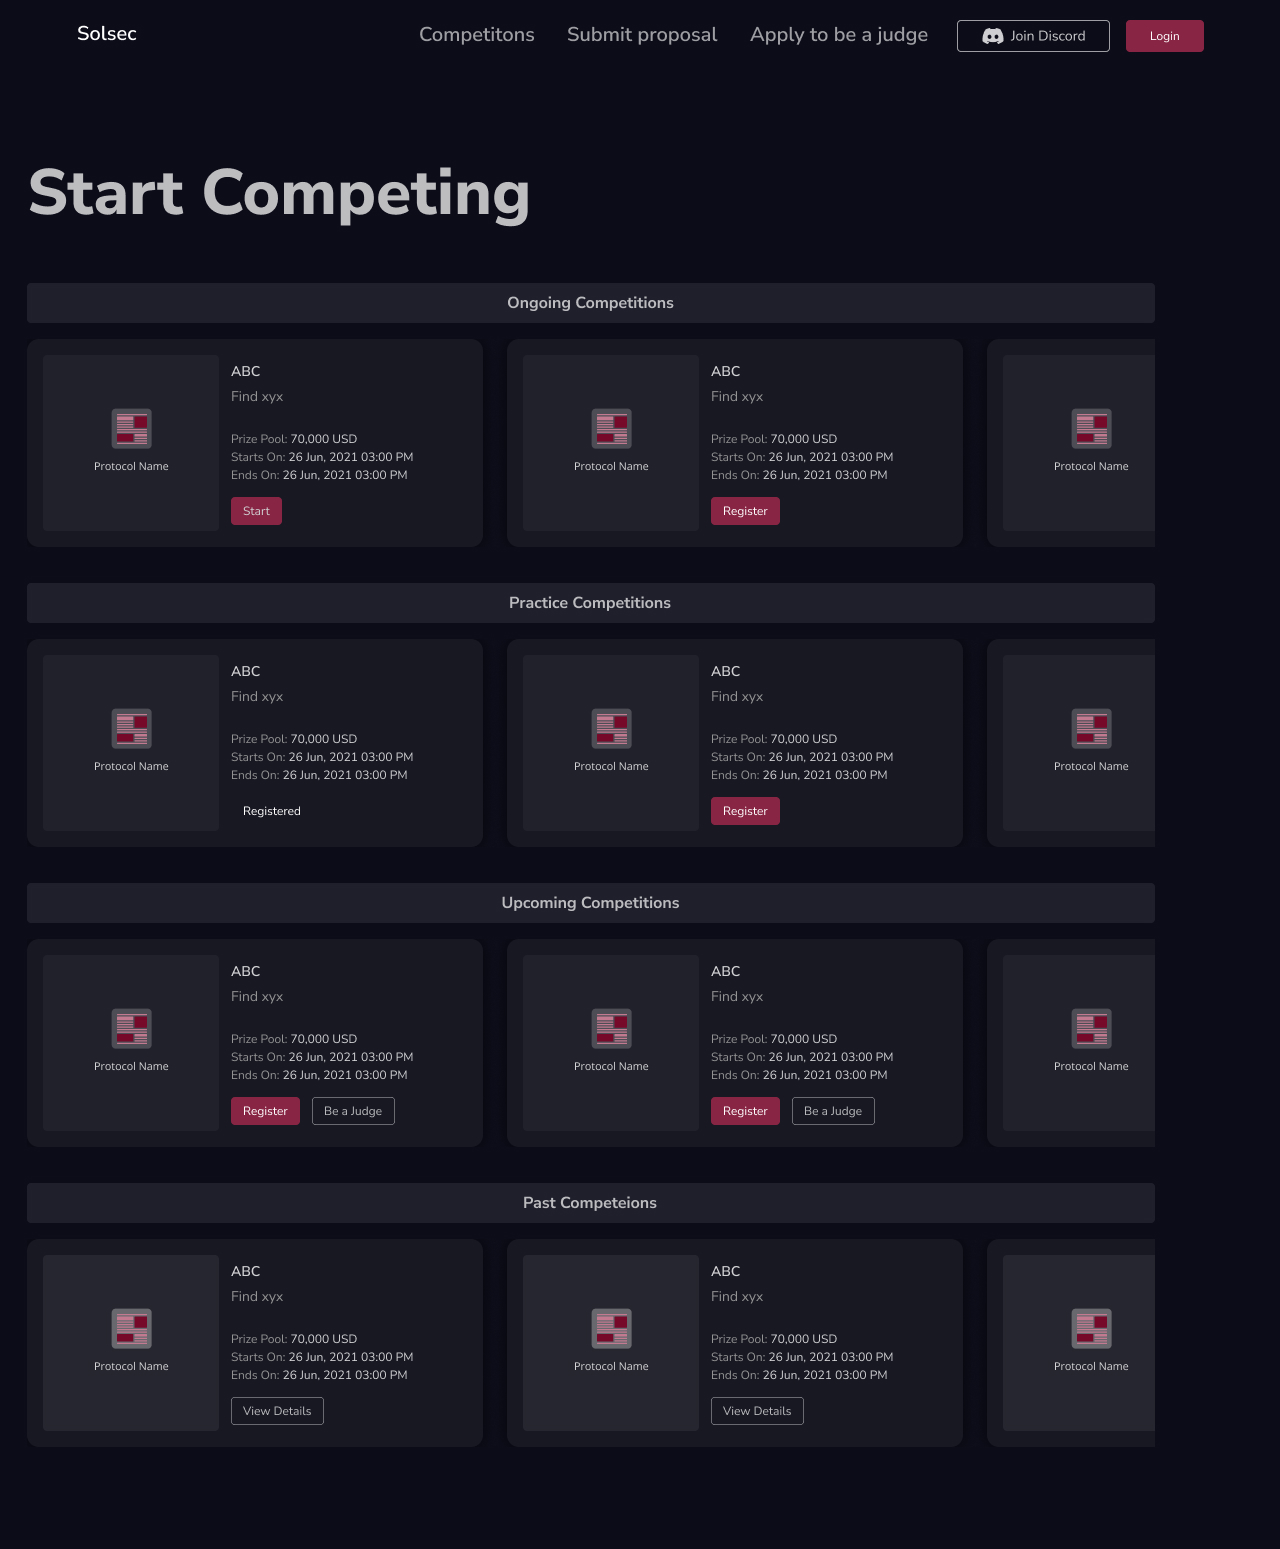 Solsec
Competitons
Submit proposal
Apply to be a judge
Join Discord
Login
Start Competing
Ongoing Competitions
Protocol Name
ABC
Find xyx
Prize Pool: 70,000 USD
Starts On: 26 Jun, 2021 03:00 PM
Ends On: 26 Jun, 2021 03:00 PM
Start
Protocol Name
ABC
Find xyx
Prize Pool: 70,000 USD
Starts On: 26 Jun, 2021 03:00 PM
Ends On: 26 Jun, 2021 03:00 PM
Register
Protocol Name
Practice Competitions
Protocol Name
ABC
Find xyx
Prize Pool: 70,000 USD
Starts On: 26 Jun, 2021 03:00 PM
Ends On: 26 Jun, 2021 03:00 PM
Registered
Protocol Name
ABC
Find xyx
Prize Pool: 70,000 USD
Starts On: 26 Jun, 2021 03:00 PM
Ends On: 26 Jun, 2021 03:00 PM
Register
Protocol Name
Upcoming Competitions
Protocol Name
ABC
Find xyx
Prize Pool: 70,000 USD
Starts On: 26 Jun, 2021 03:00 PM
Ends On: 26 Jun, 2021 03:00 PM
Register
Be a Judge
Protocol Name
ABC
Find xyx
Prize Pool: 70,000 USD
Starts On: 26 Jun, 2021 03:00 PM
Ends On: 26 Jun, 2021 03:00 PM
Register
Be a Judge
Protocol Name
Past Competeions
Protocol Name
ABC
Find xyx
Prize Pool: 70,000 USD
Starts On: 26 Jun, 2021 03:00 PM
Ends On: 26 Jun, 2021 03:00 PM
View Details
Protocol Name
ABC
Find xyx
Prize Pool: 70,000 USD
Starts On: 26 Jun, 2021 03:00 PM
Ends On: 26 Jun, 2021 03:00 PM
View Details
Protocol Name